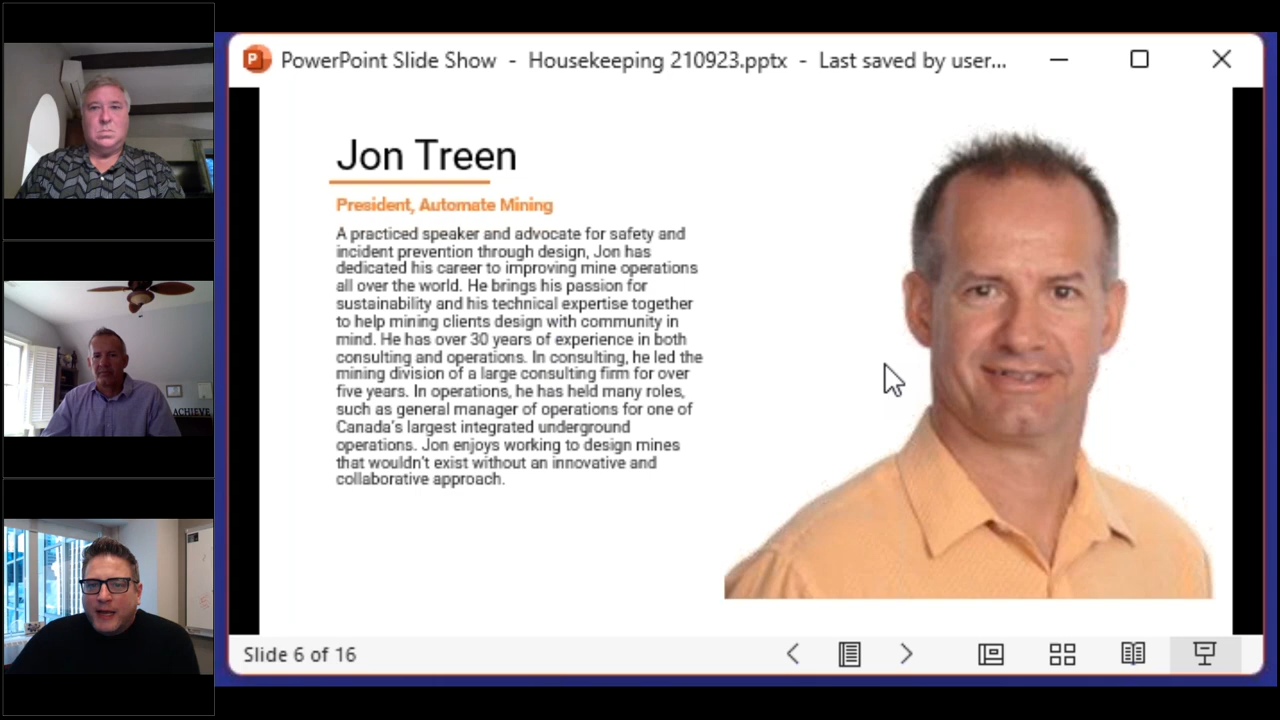 PowerPoint Slide Show - Housekeeping 210923.pptx - Last saved by user...
Jon Treen
President, Automate Mining
A practiced speaker and advocate for safety and
incident prevention through design, Jon has
dedicated his career to improving mine operations
all over the world. He brings his passion for
sustainability and his technical expertise together
to help mining clients design with community in
mind. He has over 30 years of experience in both
consulting and operations. In consulting, he led the
mining division of a large consulting firm for over
five years. In operations, he has held many roles,
such as general manager of operations for one of
Canada's largest integrated underground
operations. Jon enjoys working to design mines
that wouldn't exist without an innovative and
collaborative approach.
ACHIEVE
Slide 6 of 16